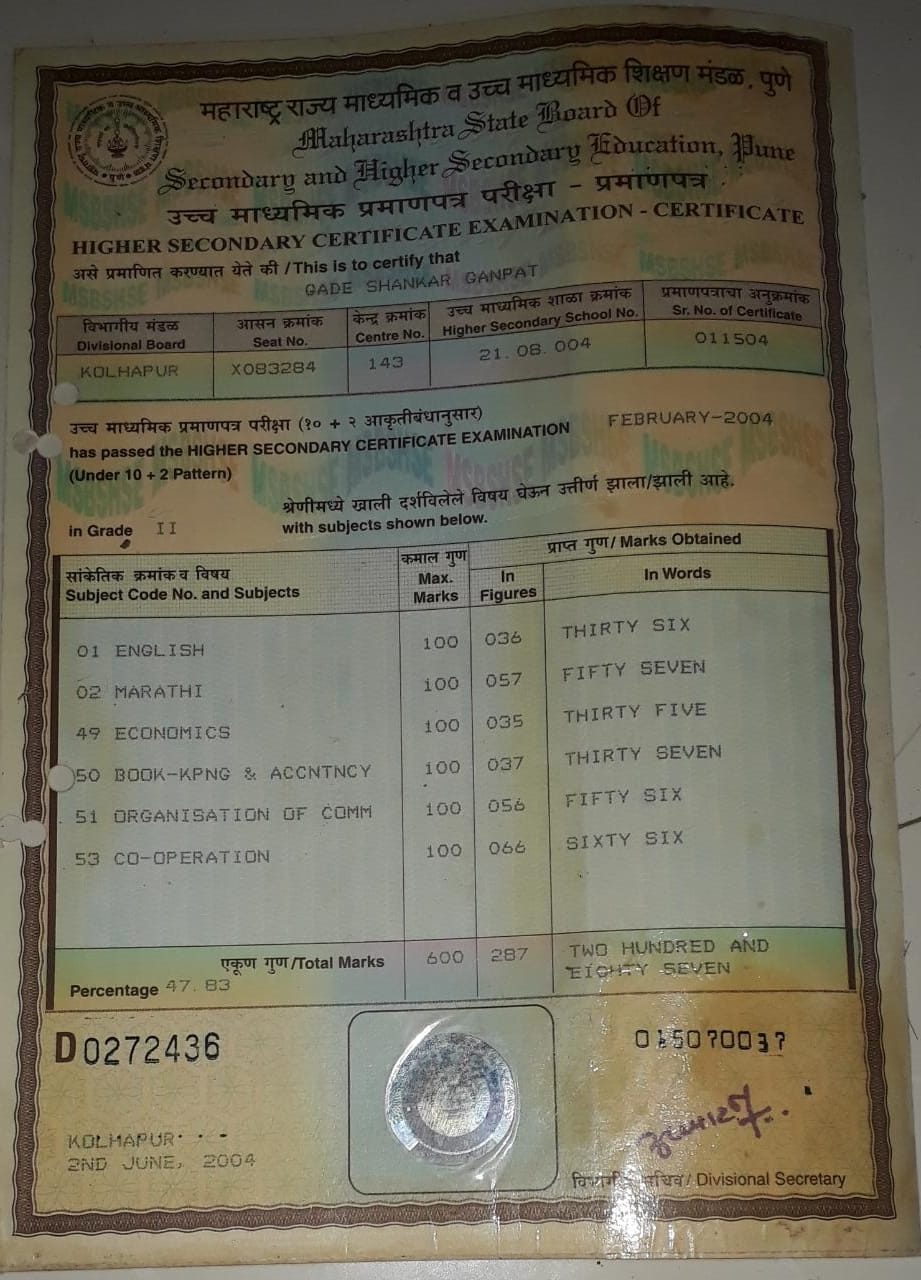 महाराष्ट्र राज्य माध्यमिक व उच्च माध्यमिक शिक्षण मंडळ, पुणे
Maharashtra State Board Of
Secondary and Higher Secondary Education, Pune
उच्च माध्यमिक प्रमाणपत्र परीक्षा - प्रमाणपत्र
HIGHER SECONDARY CERTIFICATE EXAMINATION - CERTIFICATE
असे प्रमाणित करण्यात येते की / This is to certify that
GADE SHANKAR GANPAT
विभागीय मंडळ आसन क्रमांक केन्द्र क्रमांक उच्च माध्यमिक शाळा क्रमांक प्रमाणपत्राचा अनुक्रमांक
Divisional Board Seat No. Centre No. Higher Secondary School No. Sr. No. of Certificate
KOLHAPUR X083284 143 21.08.004 011504
उच्च माध्यमिक प्रमाणपत्र परीक्षा (१० + २ आकृतीबंधानुसार)
has passed the HIGHER SECONDARY CERTIFICATE EXAMINATION FEBRUARY-2004
(Under 10 + 2 Pattern)
श्रेणीमध्ये खाली दर्शविलेले विषय घेऊन उत्तीर्ण झाला/झाली आहे.
in Grade II with subjects shown below.
सांकेतिक क्रमांक व विषय कमाल गुण प्राप्त गुण/ Marks Obtained
Subject Code No. and Subjects Max. Marks In Figures In Words
01 ENGLISH 100 036 THIRTY SIX
02 MARATHI 100 057 FIFTY SEVEN
49 ECONOMICS 100 035 THIRTY FIVE
50 BOOK-KPNG & ACCNTNCY 100 037 THIRTY SEVEN
51 ORGANISATION OF COMM 100 056 FIFTY SIX
53 CO-OPERATION 100 066 SIXTY SIX
एकूण गुण/Total Marks 600 287 TWO HUNDRED AND
EIGHTY SEVEN
Percentage 47.83
D0272436
KOLHAPUR
2ND JUNE, 2004
Divisional Secretary